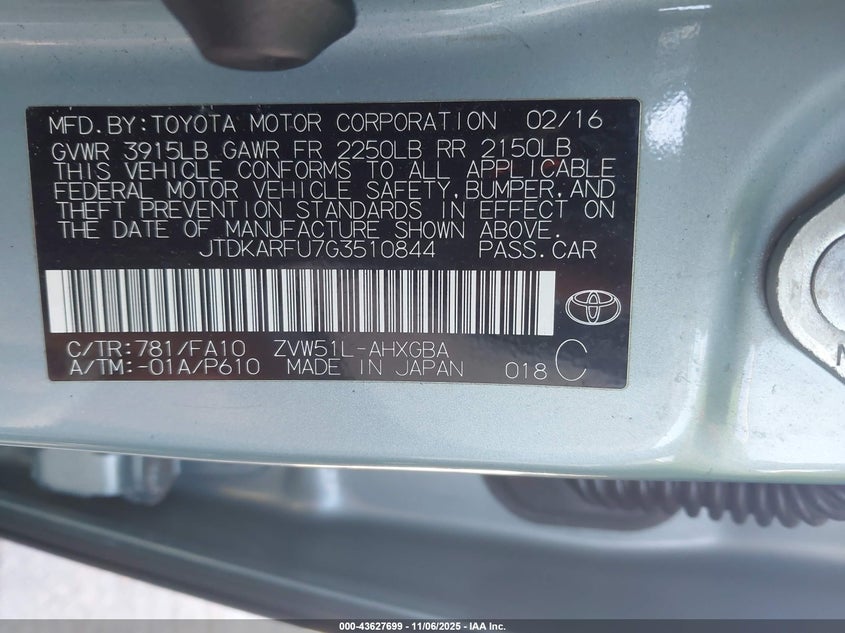 MFD.BY:TOYOTA MOTOR CORPORATION 02/16
GVWR 3915LB GAWR FR 2250LB RR 2150LB
THIS VEHICLE CONFORMS TO ALL APPLICABLE
FEDERAL MOTOR VEHICLE SAFETY,BUMPER,AND
THEFT PREVENTION STANDARDS IN EFFECT ON
THE DATE OF MANUFACTURE SHOWN ABOVE.
JTDKARFU7G3510844 PASS.CAR
C/TR:781/FA10 ZVW51L-AHXGBA
A/TM:-01A/P610 MADE IN JAPAN 018 C
000-43627699 - 11/06/2025 - IAA Inc.